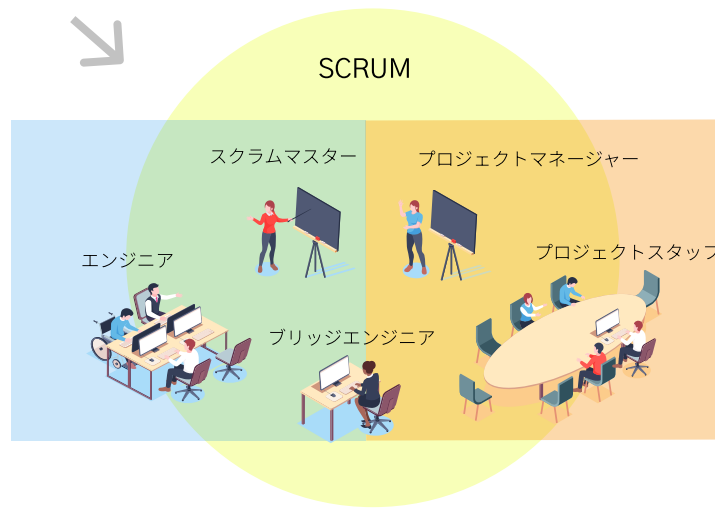 SCRUM
スクラムマスター
プロジェクトマネージャー
エンジニア
プロジェクトスタッフ
ブリッジエンジニア